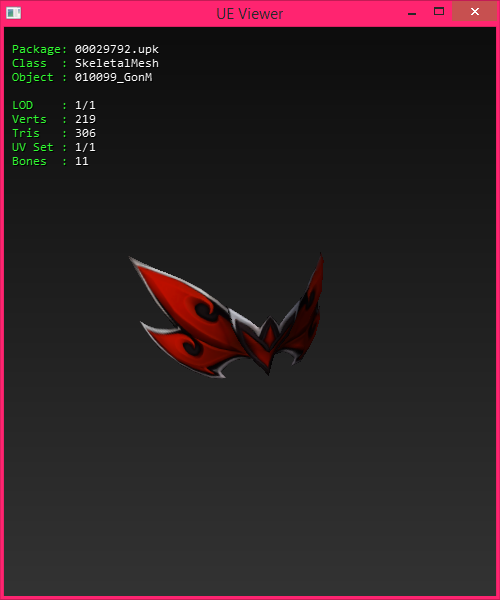 UE Viewer
Package: 00029792.upk
Class : SkeletalMesh
Object : 010099_GonM
LOD : 1/1
Verts : 219
Tris : 306
UV Set : 1/1
Bones : 11